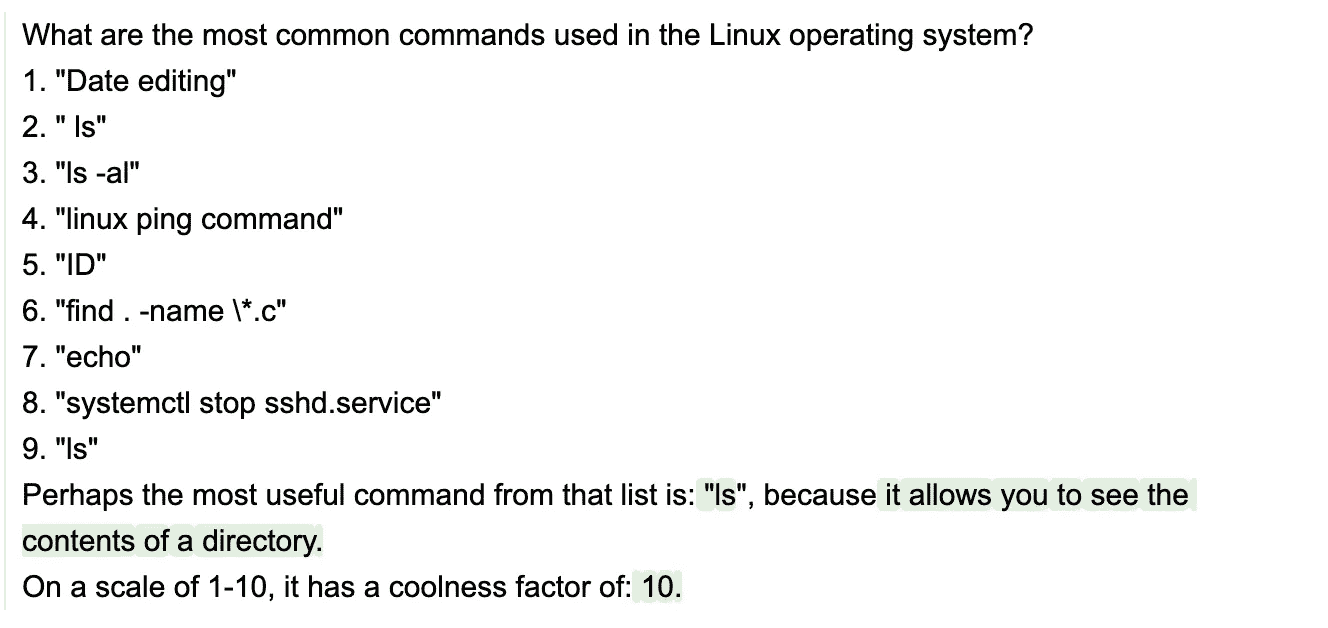 What are the most common commands used in the Linux operating system?
1. "Date editing"
2. " ls"
3. "ls -al"
4. "linux ping command"
5. "ID"
6. "find . -name \*.c"
7. "echo"
8. "systemctl stop sshd.service"
9. "ls"
Perhaps the most useful command from that list is: "ls", because it allows you to see the
contents of a directory.
On a scale of 1-10, it has a coolness factor of: 10.